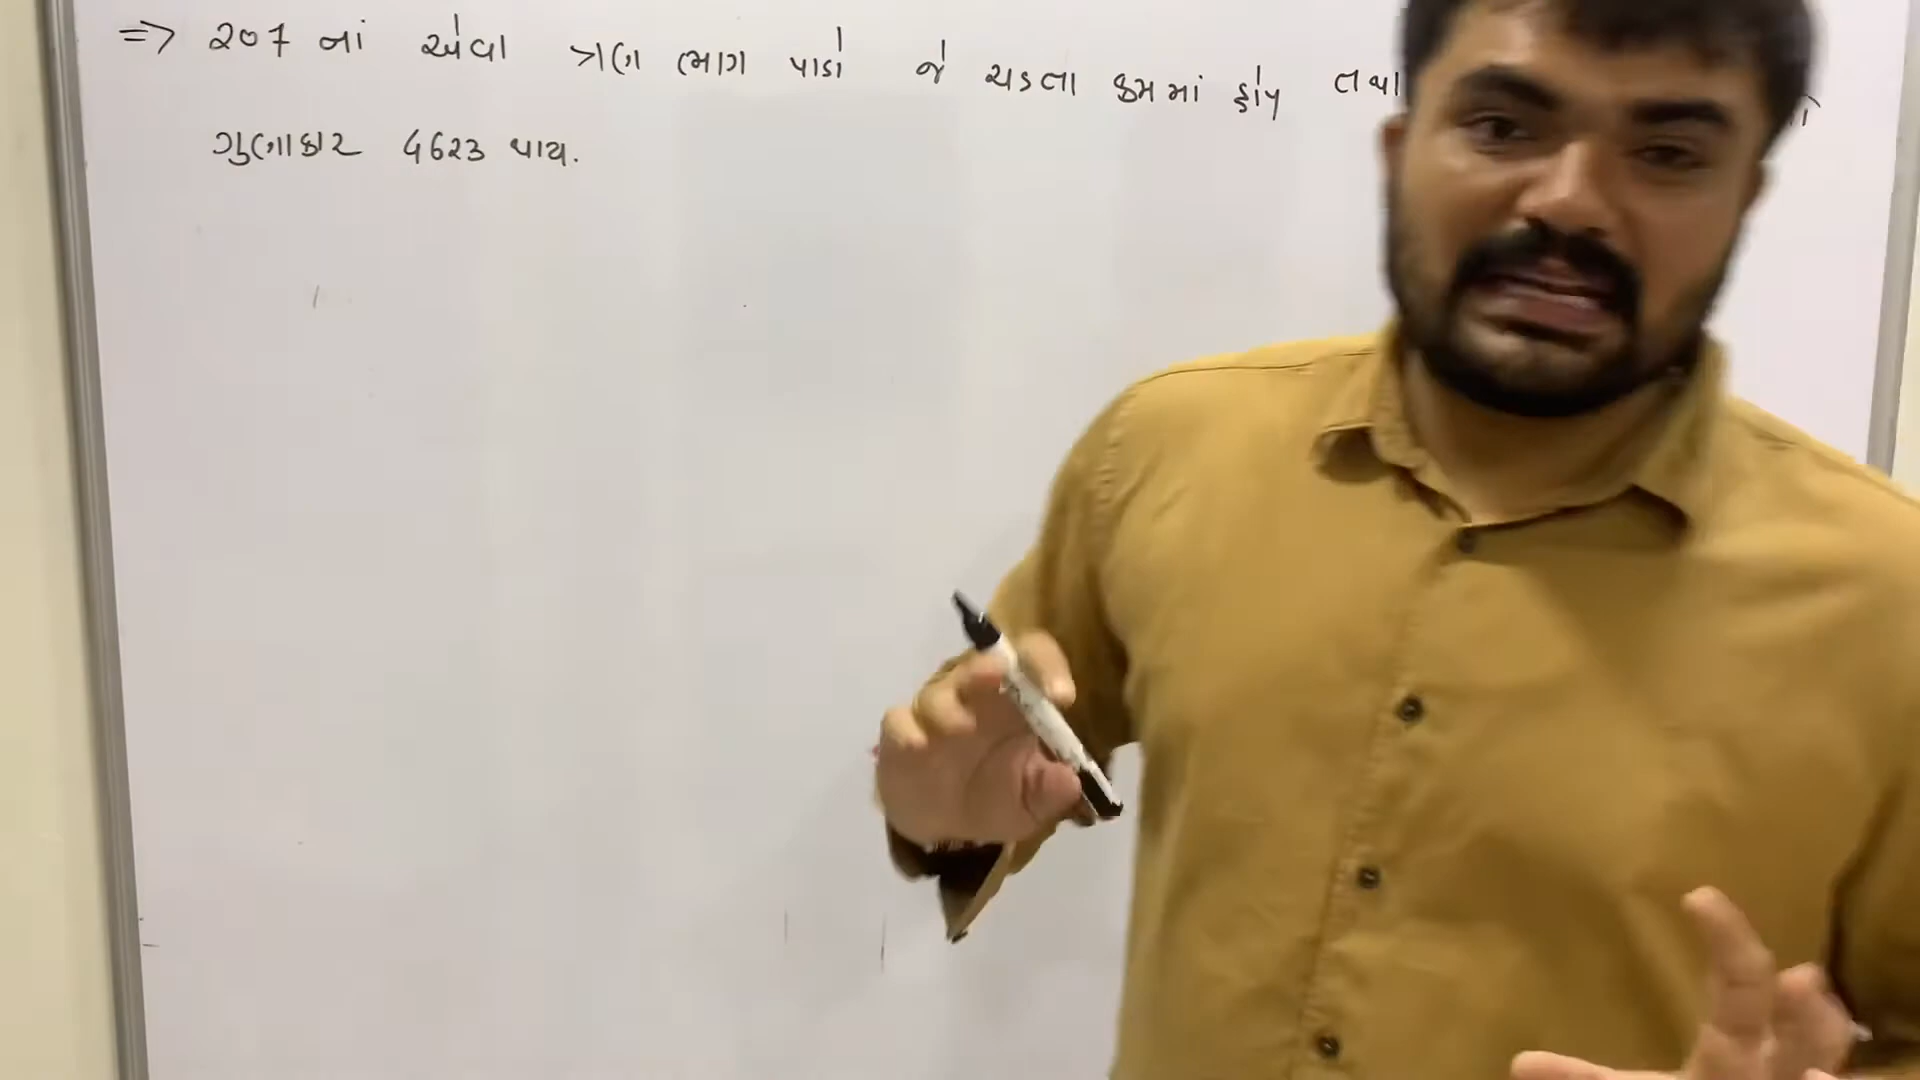 => 207 નાં એવા ત્રણ ભાગ પાડો જે ચડતા ક્રમમાં હોય તથા
ગુણાકાર 4623 થાય.